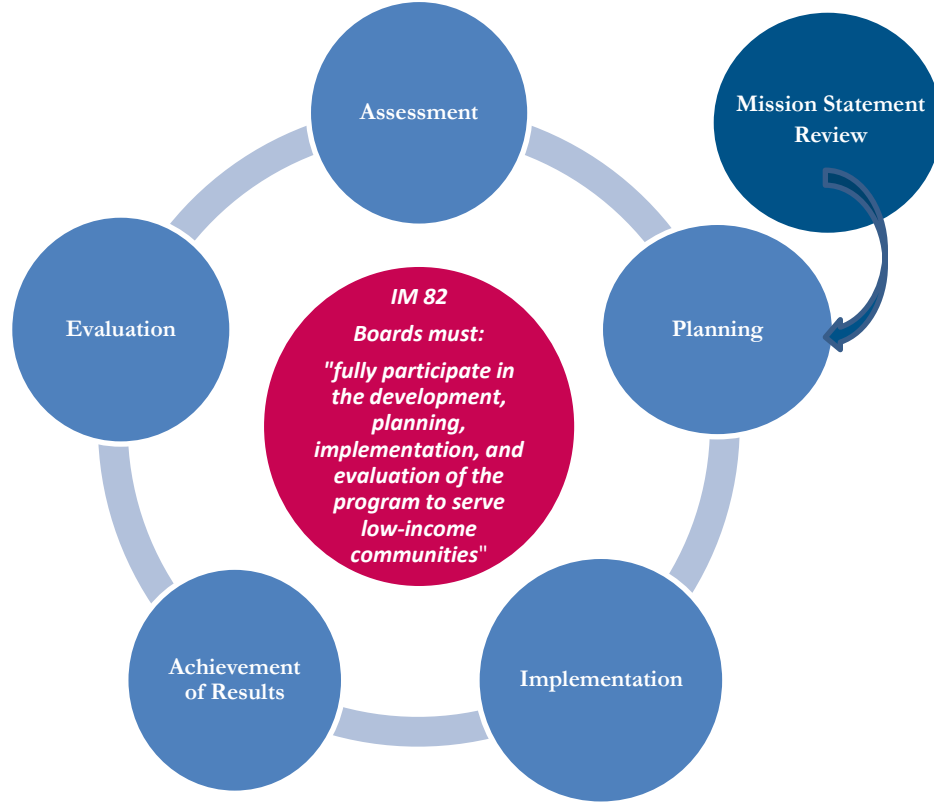 Assessment
Mission Statement
Review
Evaluation
Planning
IM 82
Boards must:
"fully participate in
the development,
planning,
implementation, and
evaluation of the
program to serve
low-income
communities"
Achievement
of Results
Implementation